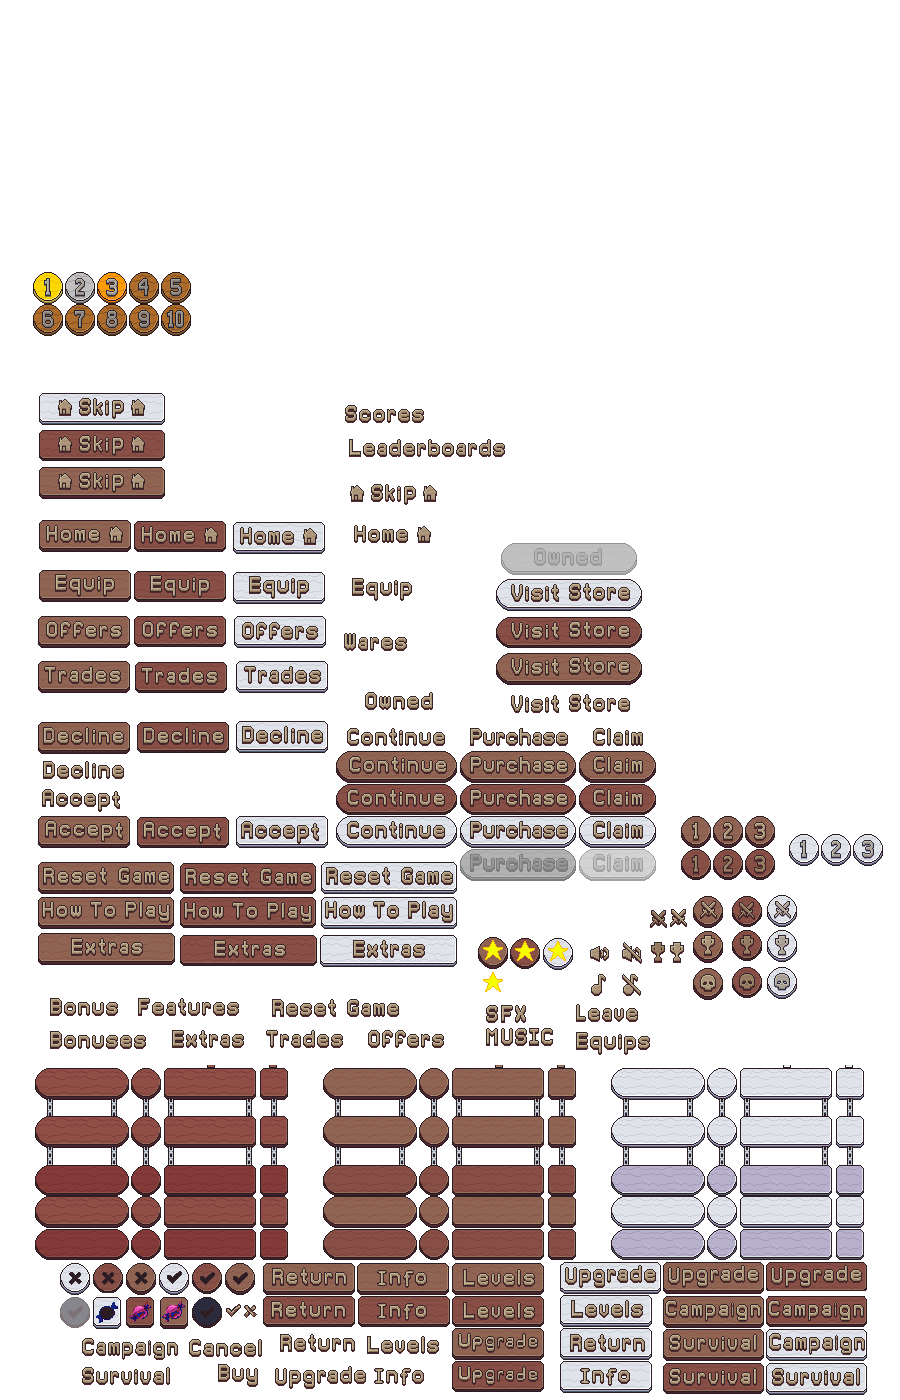 1 2 3 4 5
6 7 8 9 10
Skip
Scores
Skip
Leaderboards
Skip
Skip
Home Home Home Home
Owned
Equip Equip Equip Equip
Visit Store
Offers Offers Offers
Visit Store
Wares
Trades Trades Trades
Visit Store
Owned
Visit Store
Decline Decline Decline Continue Purchase Claim
Decline Continue Purchase Claim
Accept Continue Purchase Claim
Accept Accept Accept Continue Purchase Claim
1 2 3
1 2 3
1 2 3
Purchase Claim
Reset Game Reset Game Reset Game
How To Play How To Play How To Play
Extras Extras Extras
Bonus Features Reset Game
SFX Leave
Bonuses Extras Trades Offers
MUSIC Equips
Return Info Levels Upgrade Upgrade Upgrade
Return Info Levels Levels Campaign Campaign
Campaign Cancel Return Levels Upgrade Return Survival Campaign
Survival Buy Upgrade Info Upgrade Info Survival Survival